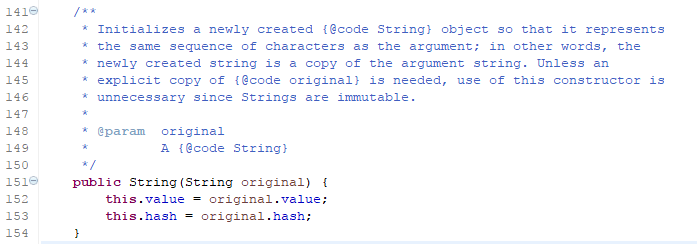 141 /**
142 * Initializes a newly created {@code String} object so that it represents
143 * the same sequence of characters as the argument; in other words, the
144 * newly created string is a copy of the argument string. Unless an
145 * explicit copy of {@code original} is needed, use of this constructor is
146 * unnecessary since Strings are immutable.
147 *
148 * @param original
149 * A {@code String}
150 */
151 public String(String original) {
152 this.value = original.value;
153 this.hash = original.hash;
154 }